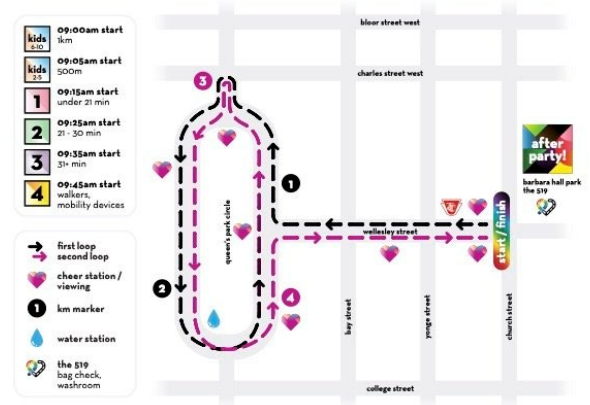 kids
6-10
09:00am start
1km
kids
2-5
09:05am start
500m
1
09:15am start
under 21 min
2
09:25am start
21 - 30 min
3
09:35am start
31+ min
4
09:45am start
walkers,
mobility devices
first loop
second loop
cheer station /
viewing
1
km marker
water station
the 519
bag check,
washroom
bloor street west
charles street west
3
1
queen's park circle
2
4
wellesley street
start / finish
after
party!
barbara hall park
the 519
bay street
yonge street
church street
college street